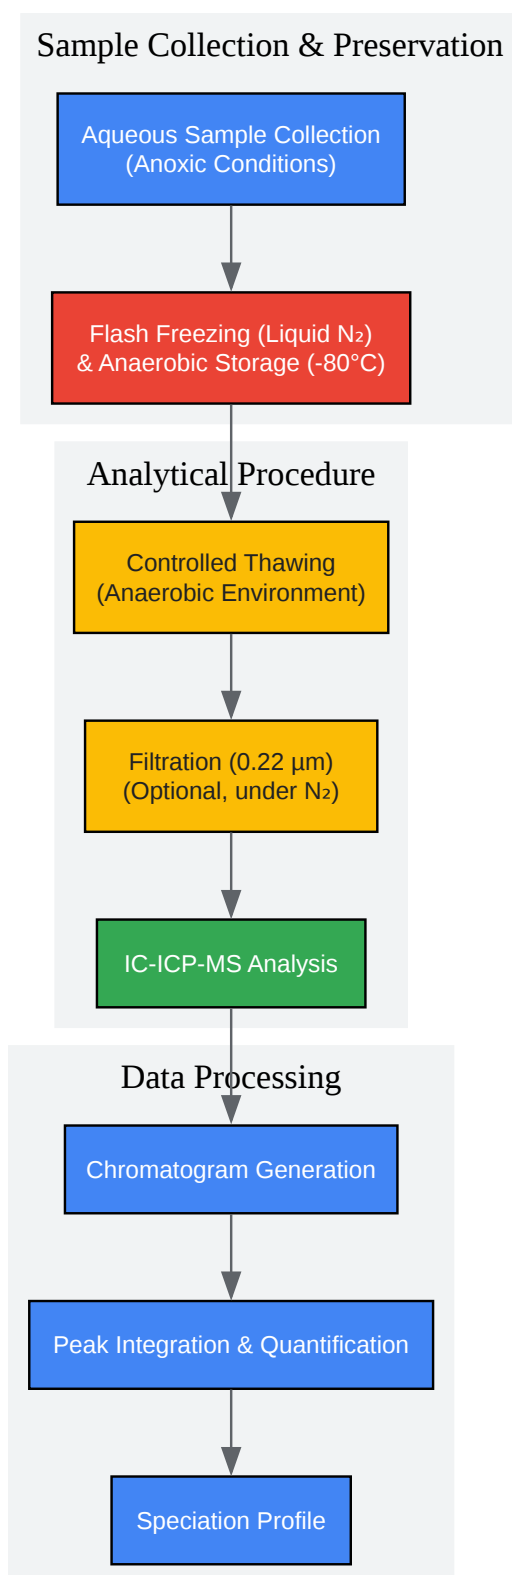 Sample Collection & Preservation
Aqueous Sample Collection
(Anoxic Conditions)
Flash Freezing (Liquid N₂)
& Anaerobic Storage (-80°C)
Analytical Procedure
Controlled Thawing
(Anaerobic Environment)
Filtration (0.22 µm)
(Optional, under N₂)
IC-ICP-MS Analysis
Data Processing
Chromatogram Generation
Peak Integration & Quantification
Speciation Profile